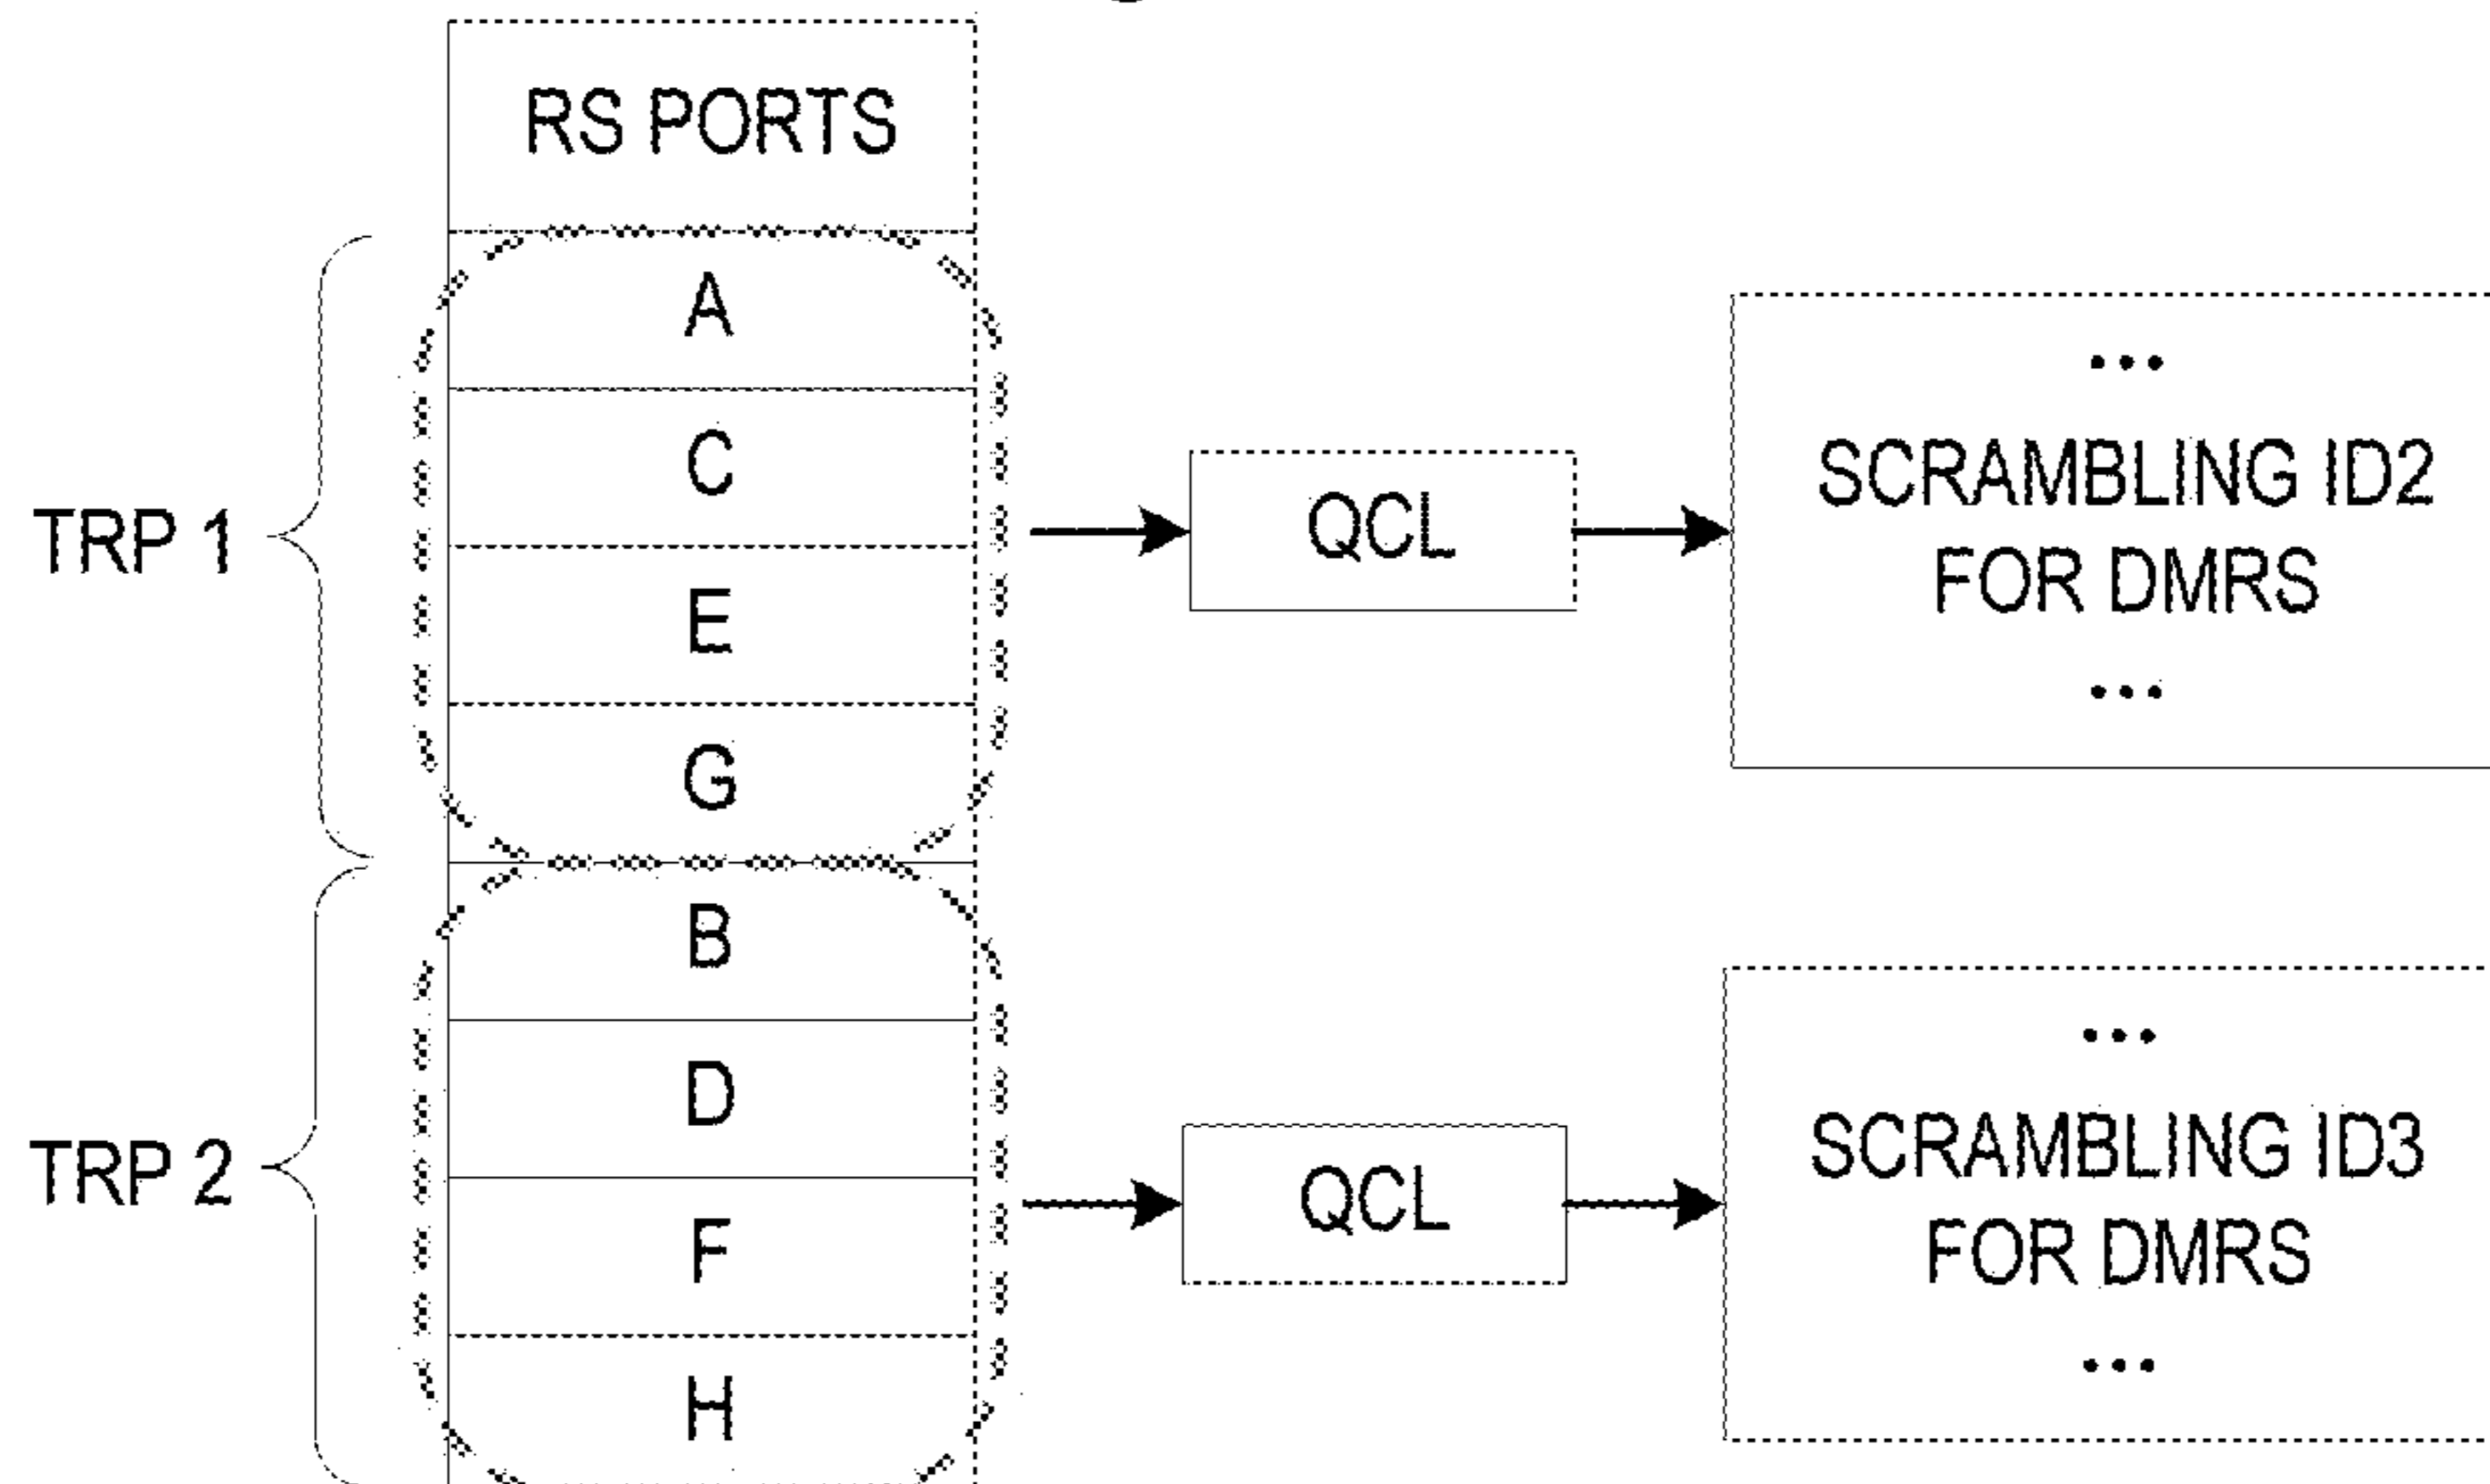 RS PORTS
A
C
E
G
B
D
F
H
TRP 1
TRP 2
QCL
...
SCRAMBLING ID2
FOR DMRS
...
QCL
...
SCRAMBLING ID3
FOR DMRS
...